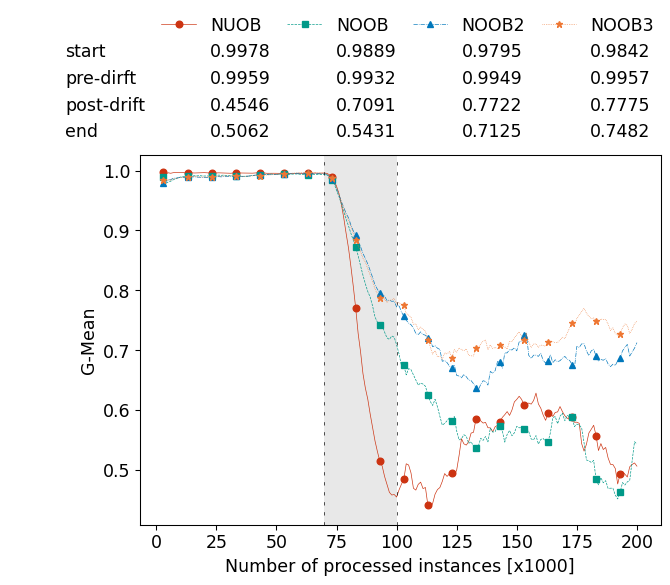 NUOB NOOB NOOB2 NOOB3
start 0.9978 0.9889 0.9795 0.9842
pre-dirft 0.9959 0.9932 0.9949 0.9957
post-drift 0.4546 0.7091 0.7722 0.7775
end 0.5062 0.5431 0.7125 0.7482
1.0
0.9
0.8
0.7
0.6
0.5
G-Mean
0 25 50 75 100 125 150 175 200
Number of processed instances [x1000]